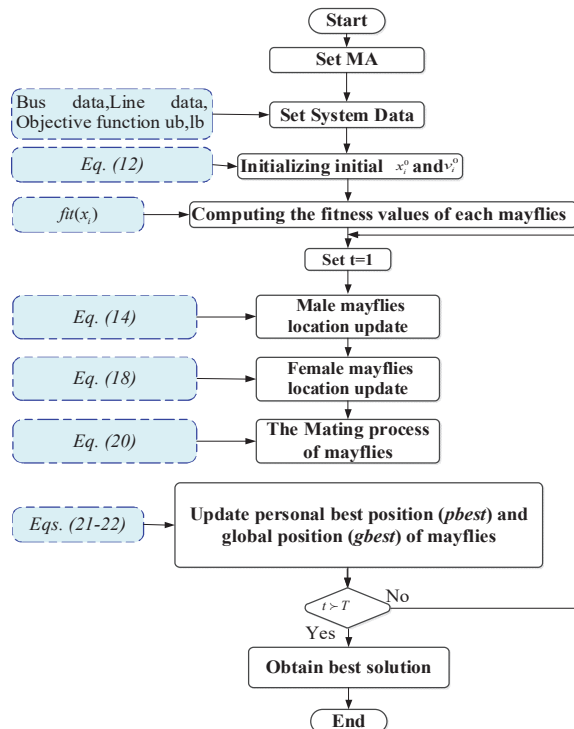 Start
Set MA
Bus data,Line data,
Objective function ub,lb
Set System Data
Eq. (12)
Initializing initial x_i^o and v_i^o
fit(x_i)
Computing the fitness values of each mayflies
Set t=1
Eq. (14)
Male mayflies
location update
Eq. (18)
Female mayflies
location update
Eq. (20)
The Mating process
of mayflies
Eqs. (21-22)
Update personal best position (pbest) and
global position (gbest) of mayflies
t ≻ T
No
Yes
Obtain best solution
End